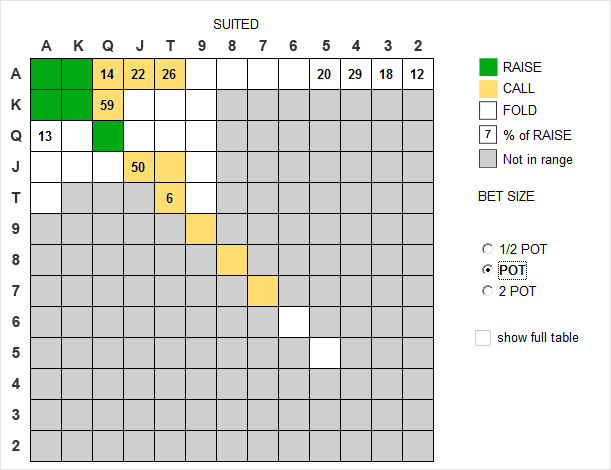 SUITED
A K Q J T 9 8 7 6 5 4 3 2
A 14 22 26 20 29 18 12
K 59
Q 13
J 50
T 6
9
8
7
6
5
4
3
2
RAISE
CALL
FOLD
7 % of RAISE
Not in range
BET SIZE
1/2 POT
POT
2 POT
show full table